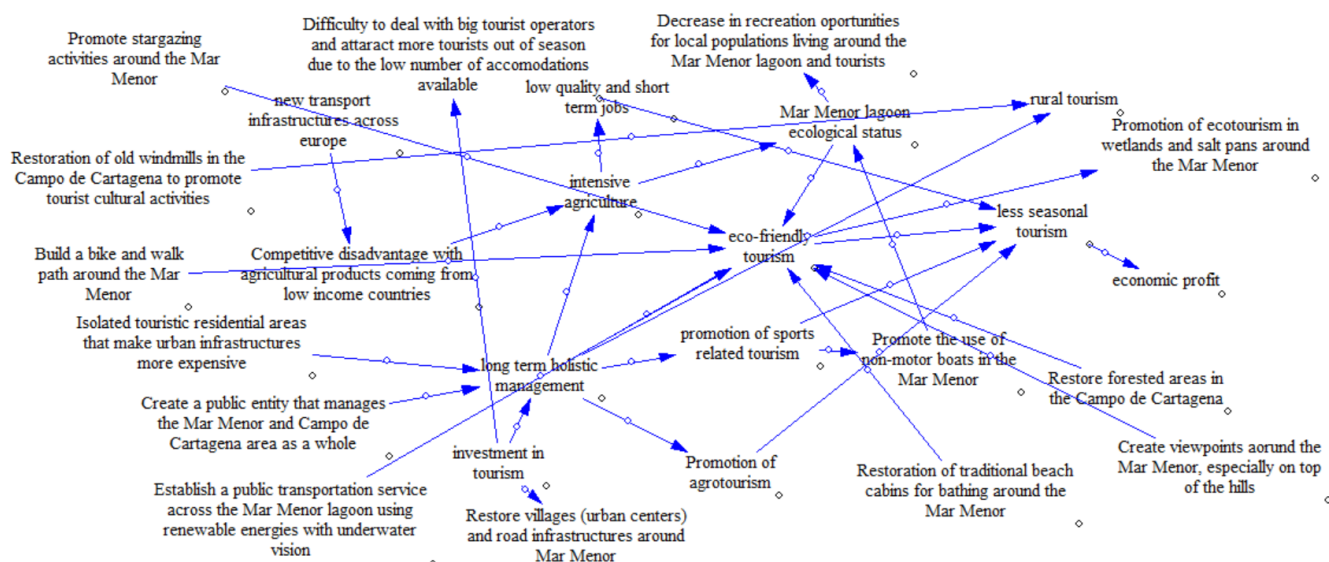 Promote stargazing
activities around the Mar
Menor
Difficulty to deal with big tourist operators
and attaract more tourists out of season
due to the low number of accomodations
available
Decrease in recreation oportunities
for local populations living around the
Mar Menor lagoon and tourists
new transport
infrastructures across
europe
low quality and short
term jobs
Mar Menor lagoon
ecological status
rural tourism
Promotion of ecotourism in
wetlands and salt pans around
the Mar Menor
Restoration of old windmills in the
Campo de Cartagena to promote
tourist cultural activities
intensive
agriculture
less seasonal
tourism
eco-friendly
tourism
Build a bike and walk
path around the Mar
Menor
Competitive disadvantage with
agricultural products coming from
low income countries
economic profit
Isolated touristic residential areas
that make urban infrastructures
more expensive
promotion of sports
related tourism
Promote the use of
non-motor boats in the
Mar Menor
long term holistic
management
Restore forested areas in
the Campo de Cartagena
Create a public entity that manages
the Mar Menor and Campo de
Cartagena area as a whole
investment in
tourism
Promotion of
agrotourism
Restoration of traditional beach
cabins for bathing around the
Mar Menor
Create viewpoints aorund the
Mar Menor, especially on top
of the hills
Establish a public transportation service
across the Mar Menor lagoon using
renewable energies with underwater
vision
Restore villages (urban centers)
and road infrastructures around
Mar Menor